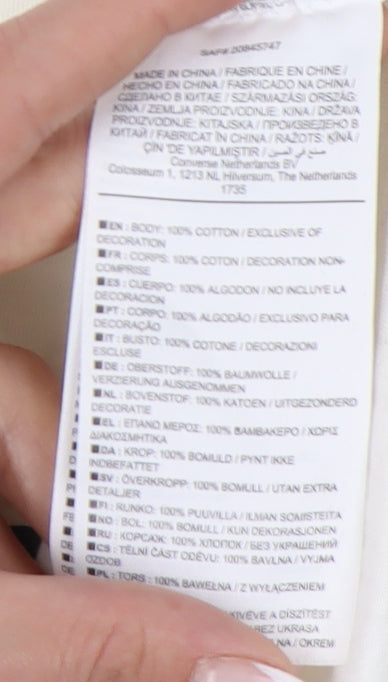 SAF#:00845747
MADE IN CHINA / FABRIQUE EN CHINE /
HECHO EN CHINA / FABRICADO NA CHINA /
СДЕЛАНО В КИТАЕ / SZÁRMAZÁSI ORSZÁG:
KÍNA / ZEMLJA PROIZVODNJE: KINA / DRŽAVA
PROIZVODNJE: KITAJSKA / ПРОИЗВЕДЕНО В
КИТАЙ / FABRICAT ÎN CHINA / RAŽOTS: ĶĪNĀ /
ÇİN 'DE YAPILMIŞTIR / صنع في الصين
Converse Netherlands BV
Colosseum 1, 1213 NL Hilversum, The Netherlands
1735
EN : BODY: 100% COTTON / EXCLUSIVE OF
DECORATION
FR : CORPS: 100% COTON / DECORATION NON-
COMPRISE
ES : CUERPO: 100% ALGODON / NO INCLUYE LA
DECORACION
PT : CORPO: 100% ALGODÃO / EXCLUSIVO PARA
DECORAÇÃO
IT : BUSTO: 100% COTONE / DECORAZIONI
ESCLUSE
DE : OBERSTOFF: 100% BAUMWOLLE /
VERZIERUNG AUSGENOMMEN
NL : BOVENSTOF: 100% KATOEN / UITGEZONDERD
DECORATIE
EL : ΕΠΑΝΩ ΜΕΡΟΣ: 100% ΒΑΜΒΑΚΕΡΟ / ΧΩΡΙΣ
ΔΙΑΚΟΣΜΗΤΙΚΑ
DA : KROP: 100% BOMULD / PYNT IKKE
INDBEFATTET
SV : ÖVERKROPP: 100% BOMULL / UTAN EXTRA
DETALJER
FI : RUNKO: 100% PUUVILLA / ILMAN SOMISTEITA
NO : BOL: 100% BOMULL / KUN DEKORASJONEN
RU : КОРСАЖ: 100% ХЛОПОК / БЕЗ УКРАШЕНИЙ
CS : TĚLNÍ ČÁST ODĚVU: 100% BAVLNA / VYJMA
OZDOB
PL : TORS : 100% BAWEŁNA / Z WYŁĄCZENIEM
KIVÉVE A DÍSZÍTÉST
BEZ UKRASA
/ OKREM